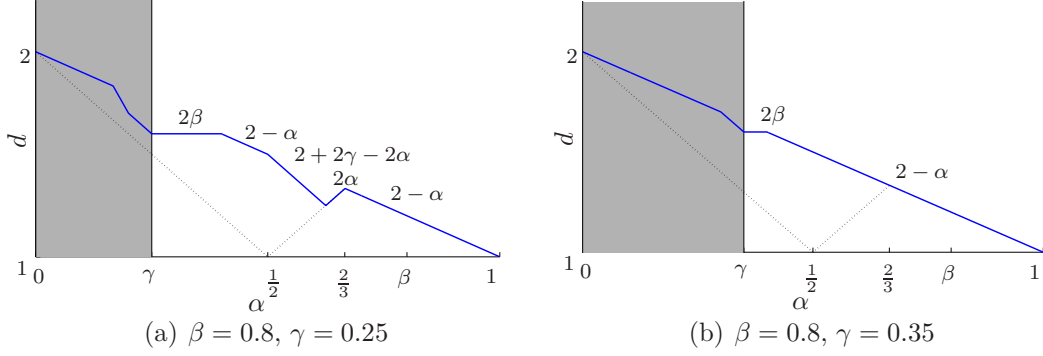 2
d
1
2β
2 − α
2 + 2γ − 2α
2α
2 − α
0
γ
1/2
2/3
β
1
α
(a) β = 0.8, γ = 0.25
2
d
1
2β
2 − α
0
γ
1/2
2/3
β
1
α
(b) β = 0.8, γ = 0.35